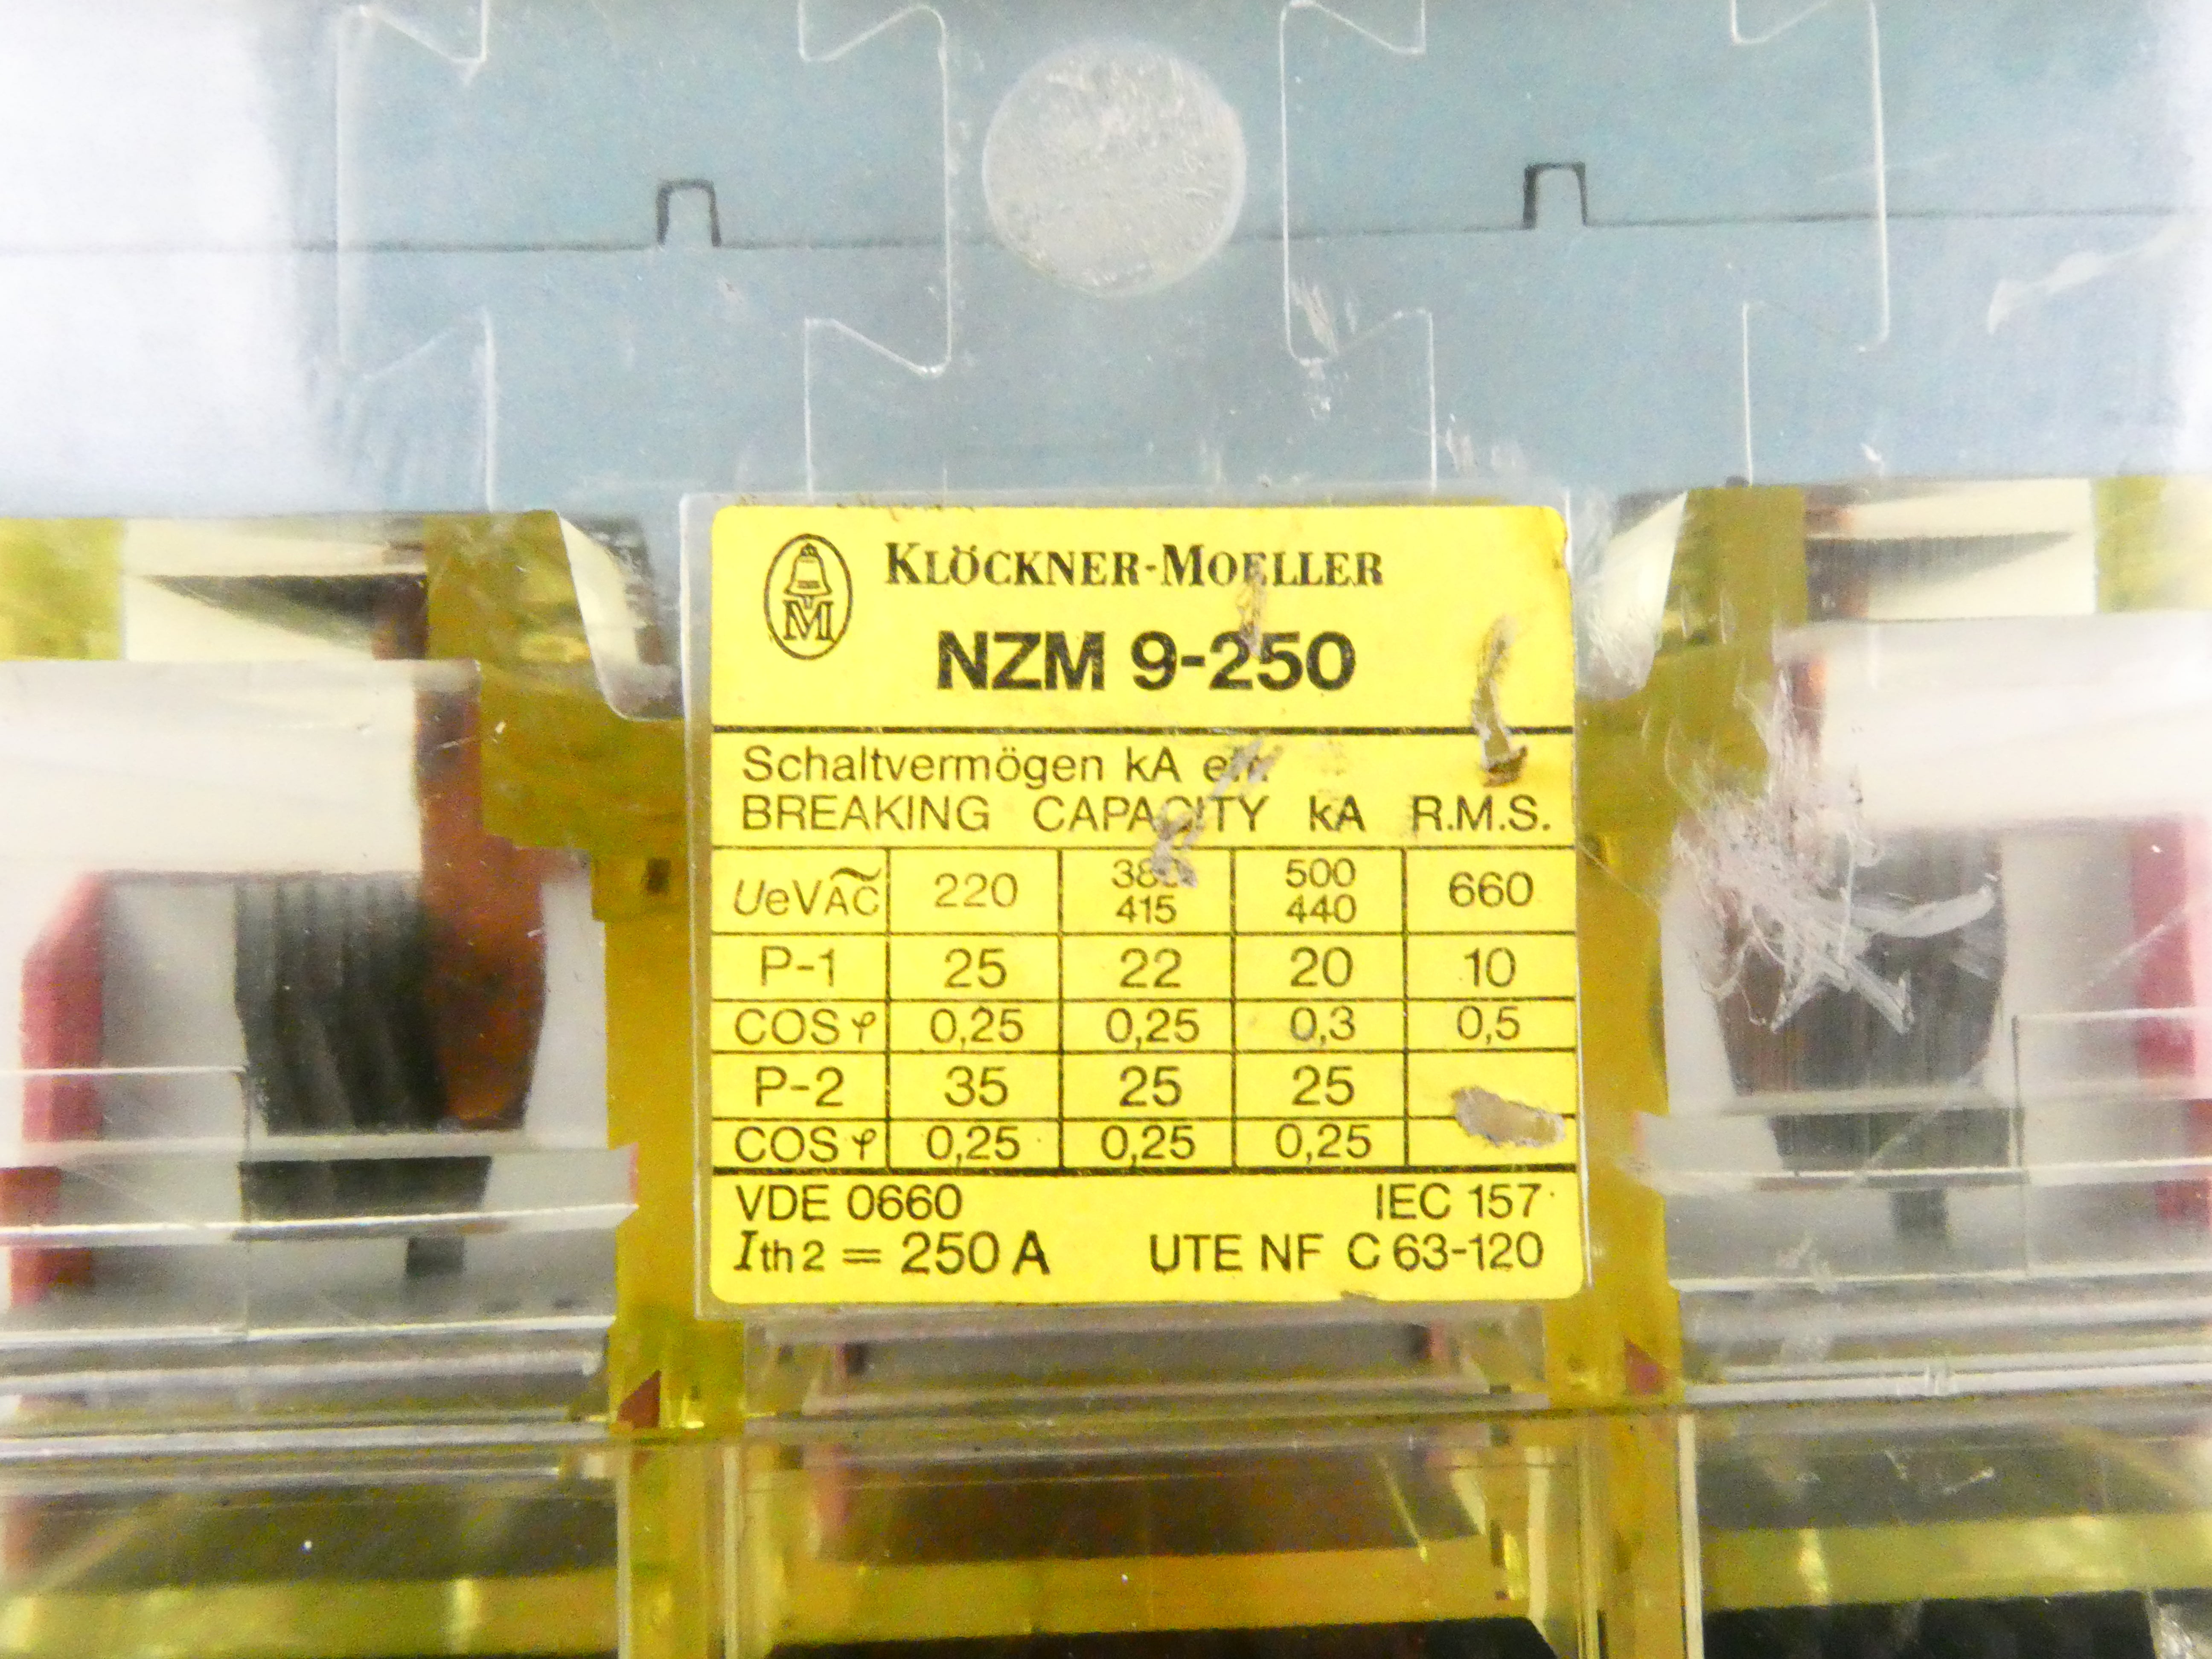 M
KLÖCKNER-MOELLER
NZM 9-250
Schaltvermögen kA
BREAKING CAPACITY kA R.M.S.
UeVAC 220 415 500 440 660
P-1 25 22 20 10
COS φ 0,25 0,25 0,3 0,5
P-2 35 25 25
COS φ 0,25 0,25 0,25
VDE 0660 IEC 157
Ith2 = 250 A UTE NF C 63-120